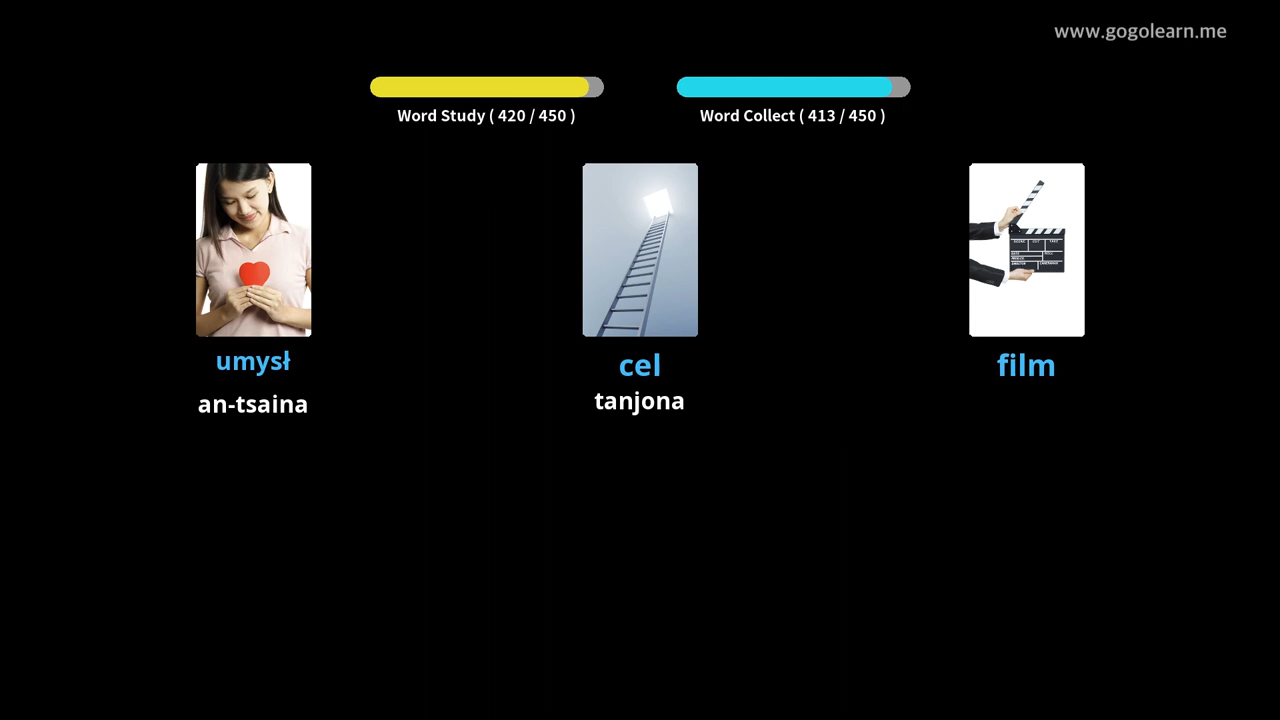 www.gogolearn.me
Word Study ( 420 / 450 )
Word Collect ( 413 / 450 )
umysł
cel
film
an-tsaina
tanjona